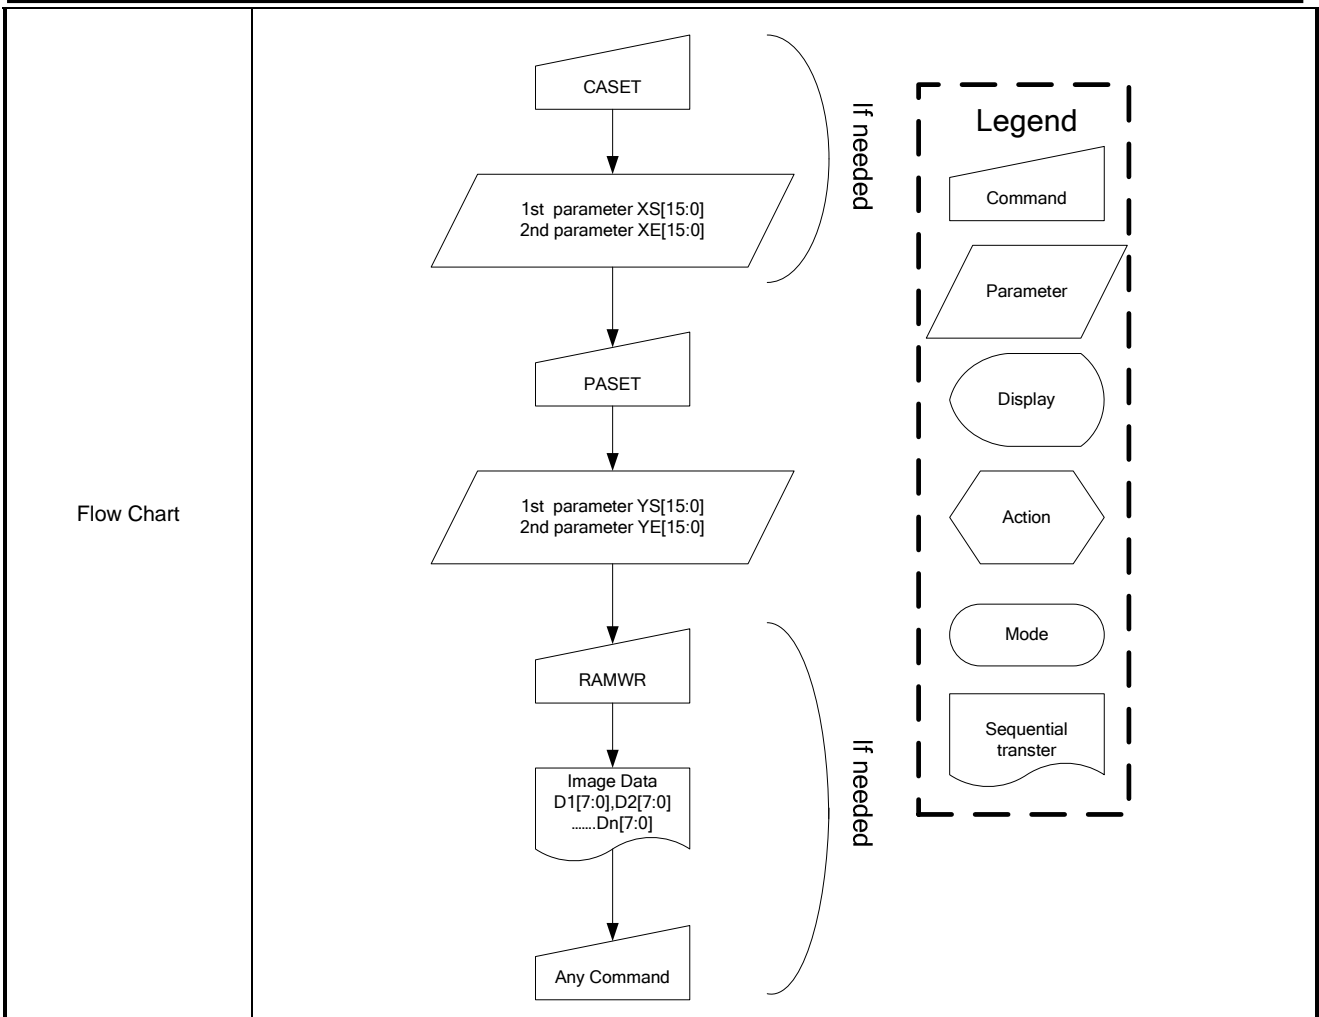 Flow Chart
CASET
1st parameter XS[15:0]
2nd parameter XE[15:0]
If needed
PASET
1st parameter YS[15:0]
2nd parameter YE[15:0]
RAMWR
Image Data
D1[7:0],D2[7:0]
.......Dn[7:0]
Any Command
If needed
Legend
Command
Parameter
Display
Action
Mode
Sequential
transter